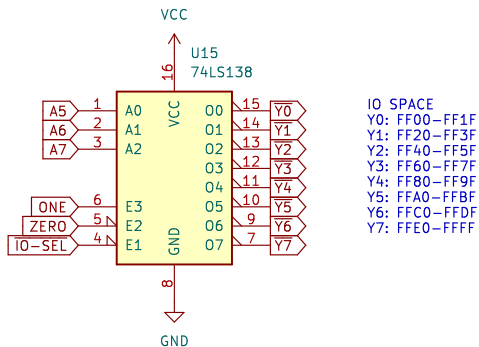 VCC
U15
74LS138
16
VCC
A5 1 A0 O0 15 Y0
A6 2 A1 O1 14 Y1
A7 3 A2 O2 13 Y2
O3 12 Y3
O4 11 Y4
ONE 6 E3 O5 10 Y5
ZERO 5 E2 O6 9 Y6
IO-SEL 4 E1 O7 7 Y7
GND
8
GND
IO SPACE
Y0: FF00-FF1F
Y1: FF20-FF3F
Y2: FF40-FF5F
Y3: FF60-FF7F
Y4: FF80-FF9F
Y5: FFA0-FFBF
Y6: FFC0-FFDF
Y7: FFE0-FFFF